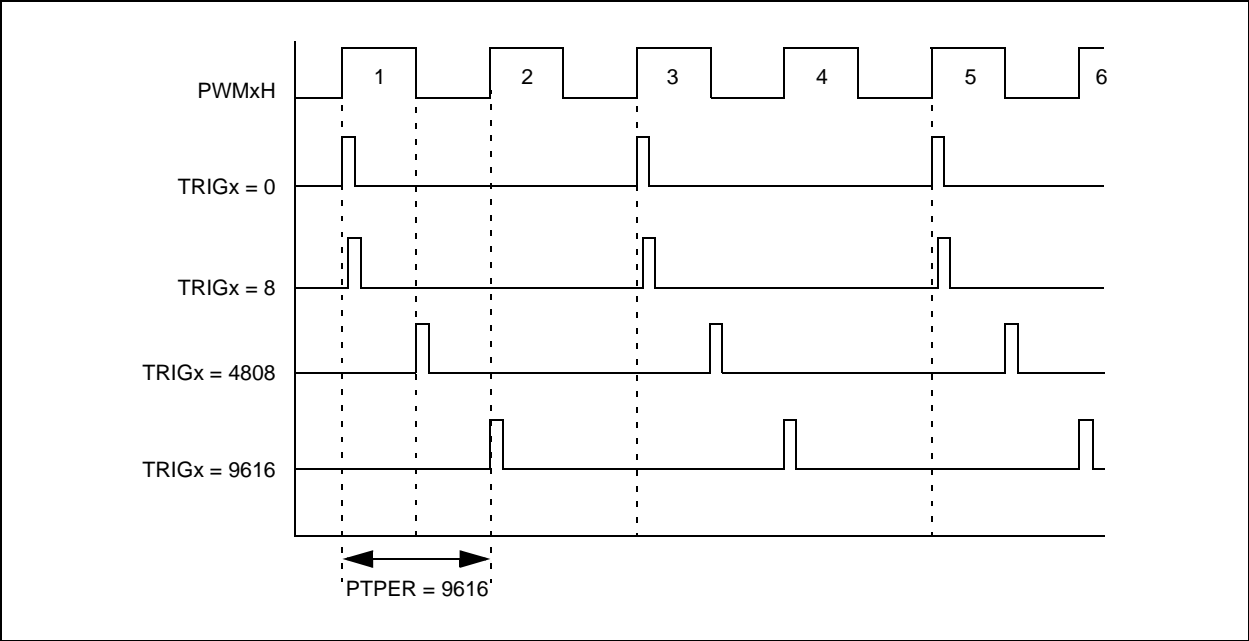 PWMxH
1 2 3 4 5 6
TRIGx = 0
TRIGx = 8
TRIGx = 4808
TRIGx = 9616
PTPER = 9616